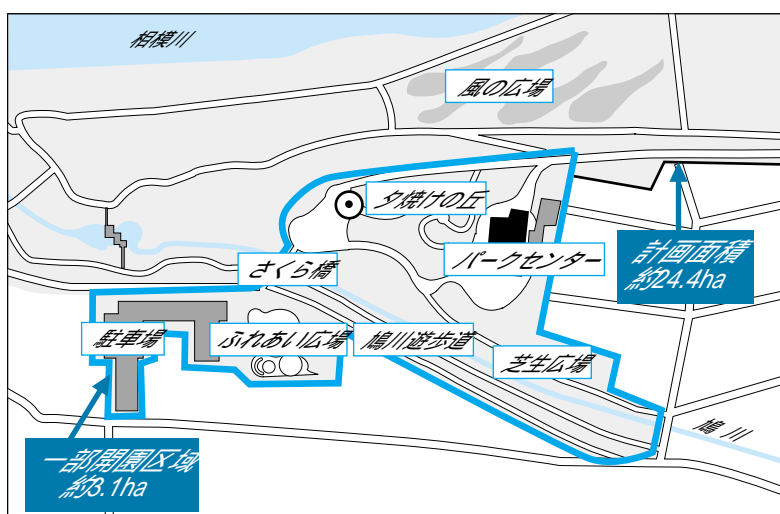 相模川
風の広場
夕焼けの丘
パークセンター
計画面積
約24.4ha
さくら橋
駐車場
ふれあい広場
鳩川遊歩道
芝生広場
鳩川
一部開園区域
約3.1ha